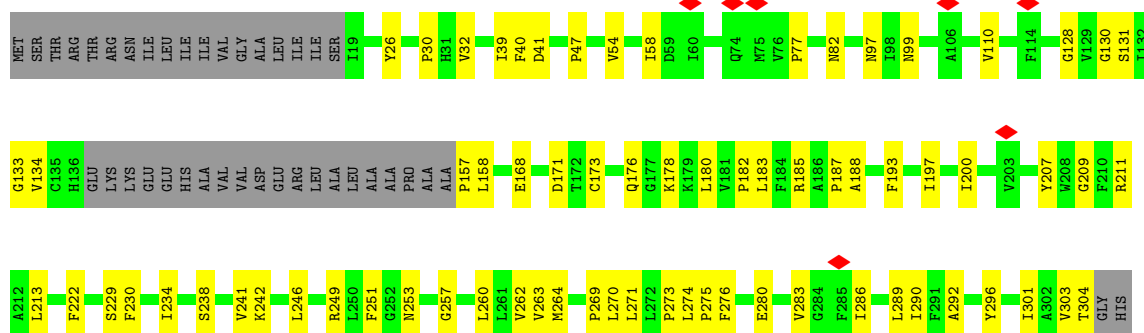 MET SER THR ARG THR ARG ASN ILE LEU ILE ILE VAL GLY ALA LEU ILE ILE SER I19 Y26 P30 H31 V32 I39 F40 D41 P47 V54 I58 D59 I60 Q74 M75 V76 P77 N82 N97 I98 N99 A106 V110 F114 G128 V129 G130 S131 I132
G133 V134 C135 H136 GLU LYS LYS GLU GLU HIS ALA VAL VAL ASP GLU ARG LEU ALA LEU ALA ALA PRO ALA ALA P157 L158 E168 D171 T172 C173 Q176 G177 K178 K179 L180 V181 P182 L183 F184 R185 A186 P187 A188 F193 I197 I200 V203 Y207 W208 G209 F210 R211
A212 L213 F222 S229 F230 I234 S238 V241 K242 L246 R249 L250 F251 G252 N253 G257 L260 L261 V262 V263 M264 P269 L270 L271 L272 P273 L274 P275 F276 E280 V283 G284 F285 I286 L289 I290 F291 A292 Y296 I301 A302 V303 T304 GLY HIS